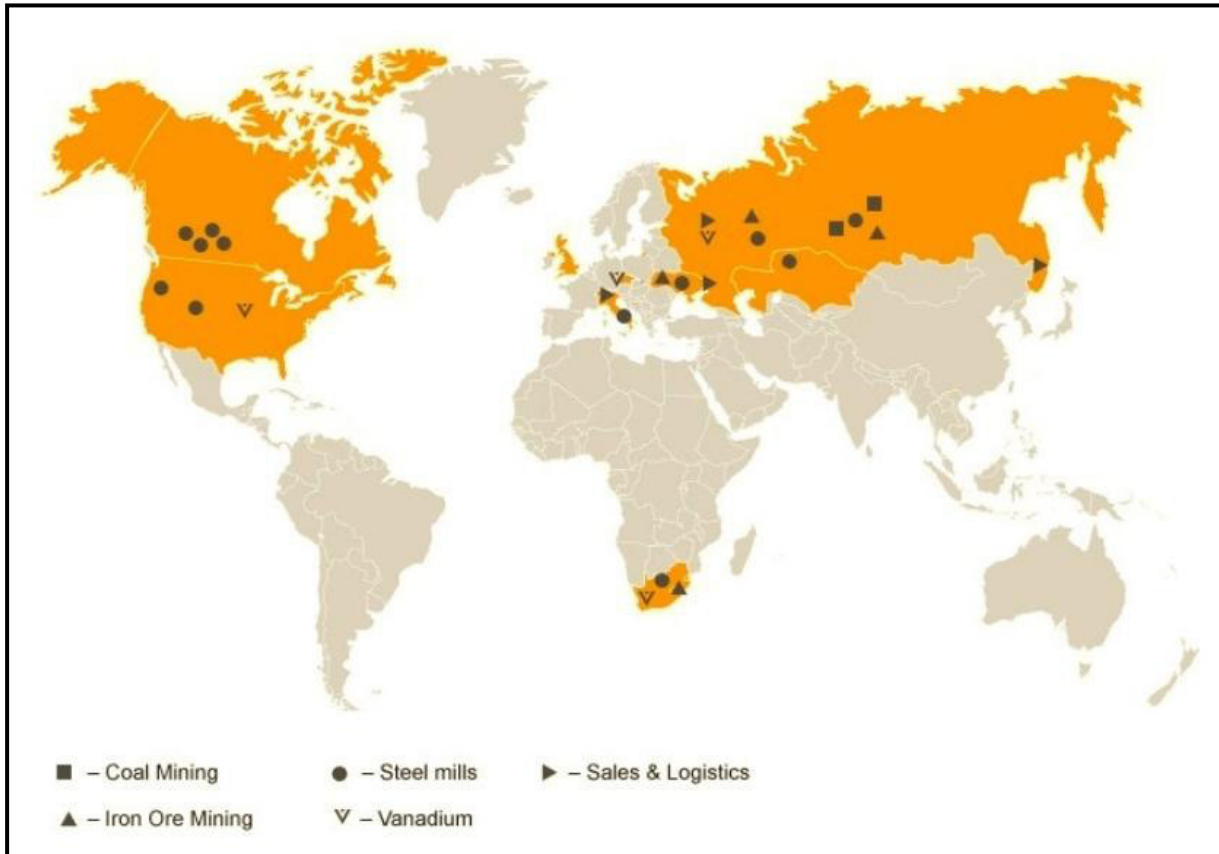 – Coal Mining – Steel mills – Sales & Logistics
– Iron Ore Mining – Vanadium